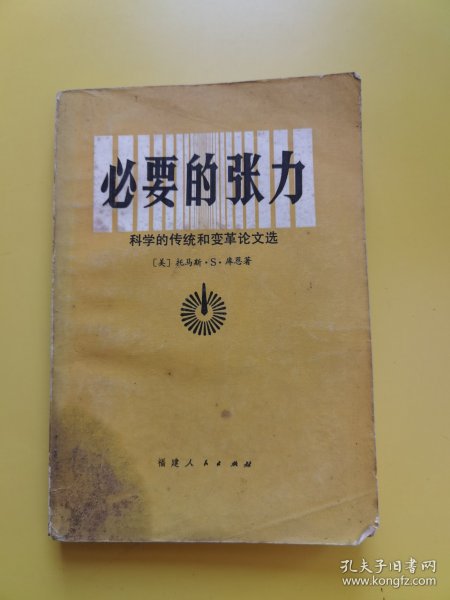 必要的张力
科学的传统和变革论文选
［美］托马斯·S·库恩著
福建人民出版社
孔夫子旧书网
www.kongfz.com